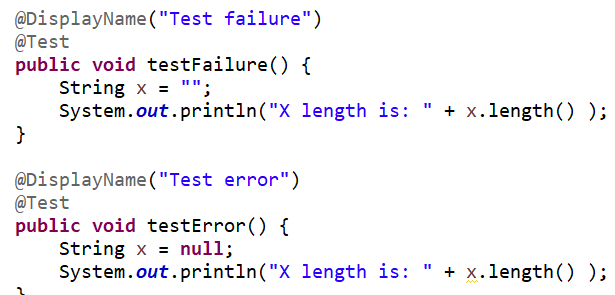 @DisplayName("Test failure")
@Test
public void testFailure() {
    String x = "";
    System.out.println("X length is: " + x.length() );
}

@DisplayName("Test error")
@Test
public void testError() {
    String x = null;
    System.out.println("X length is: " + x.length() );
}